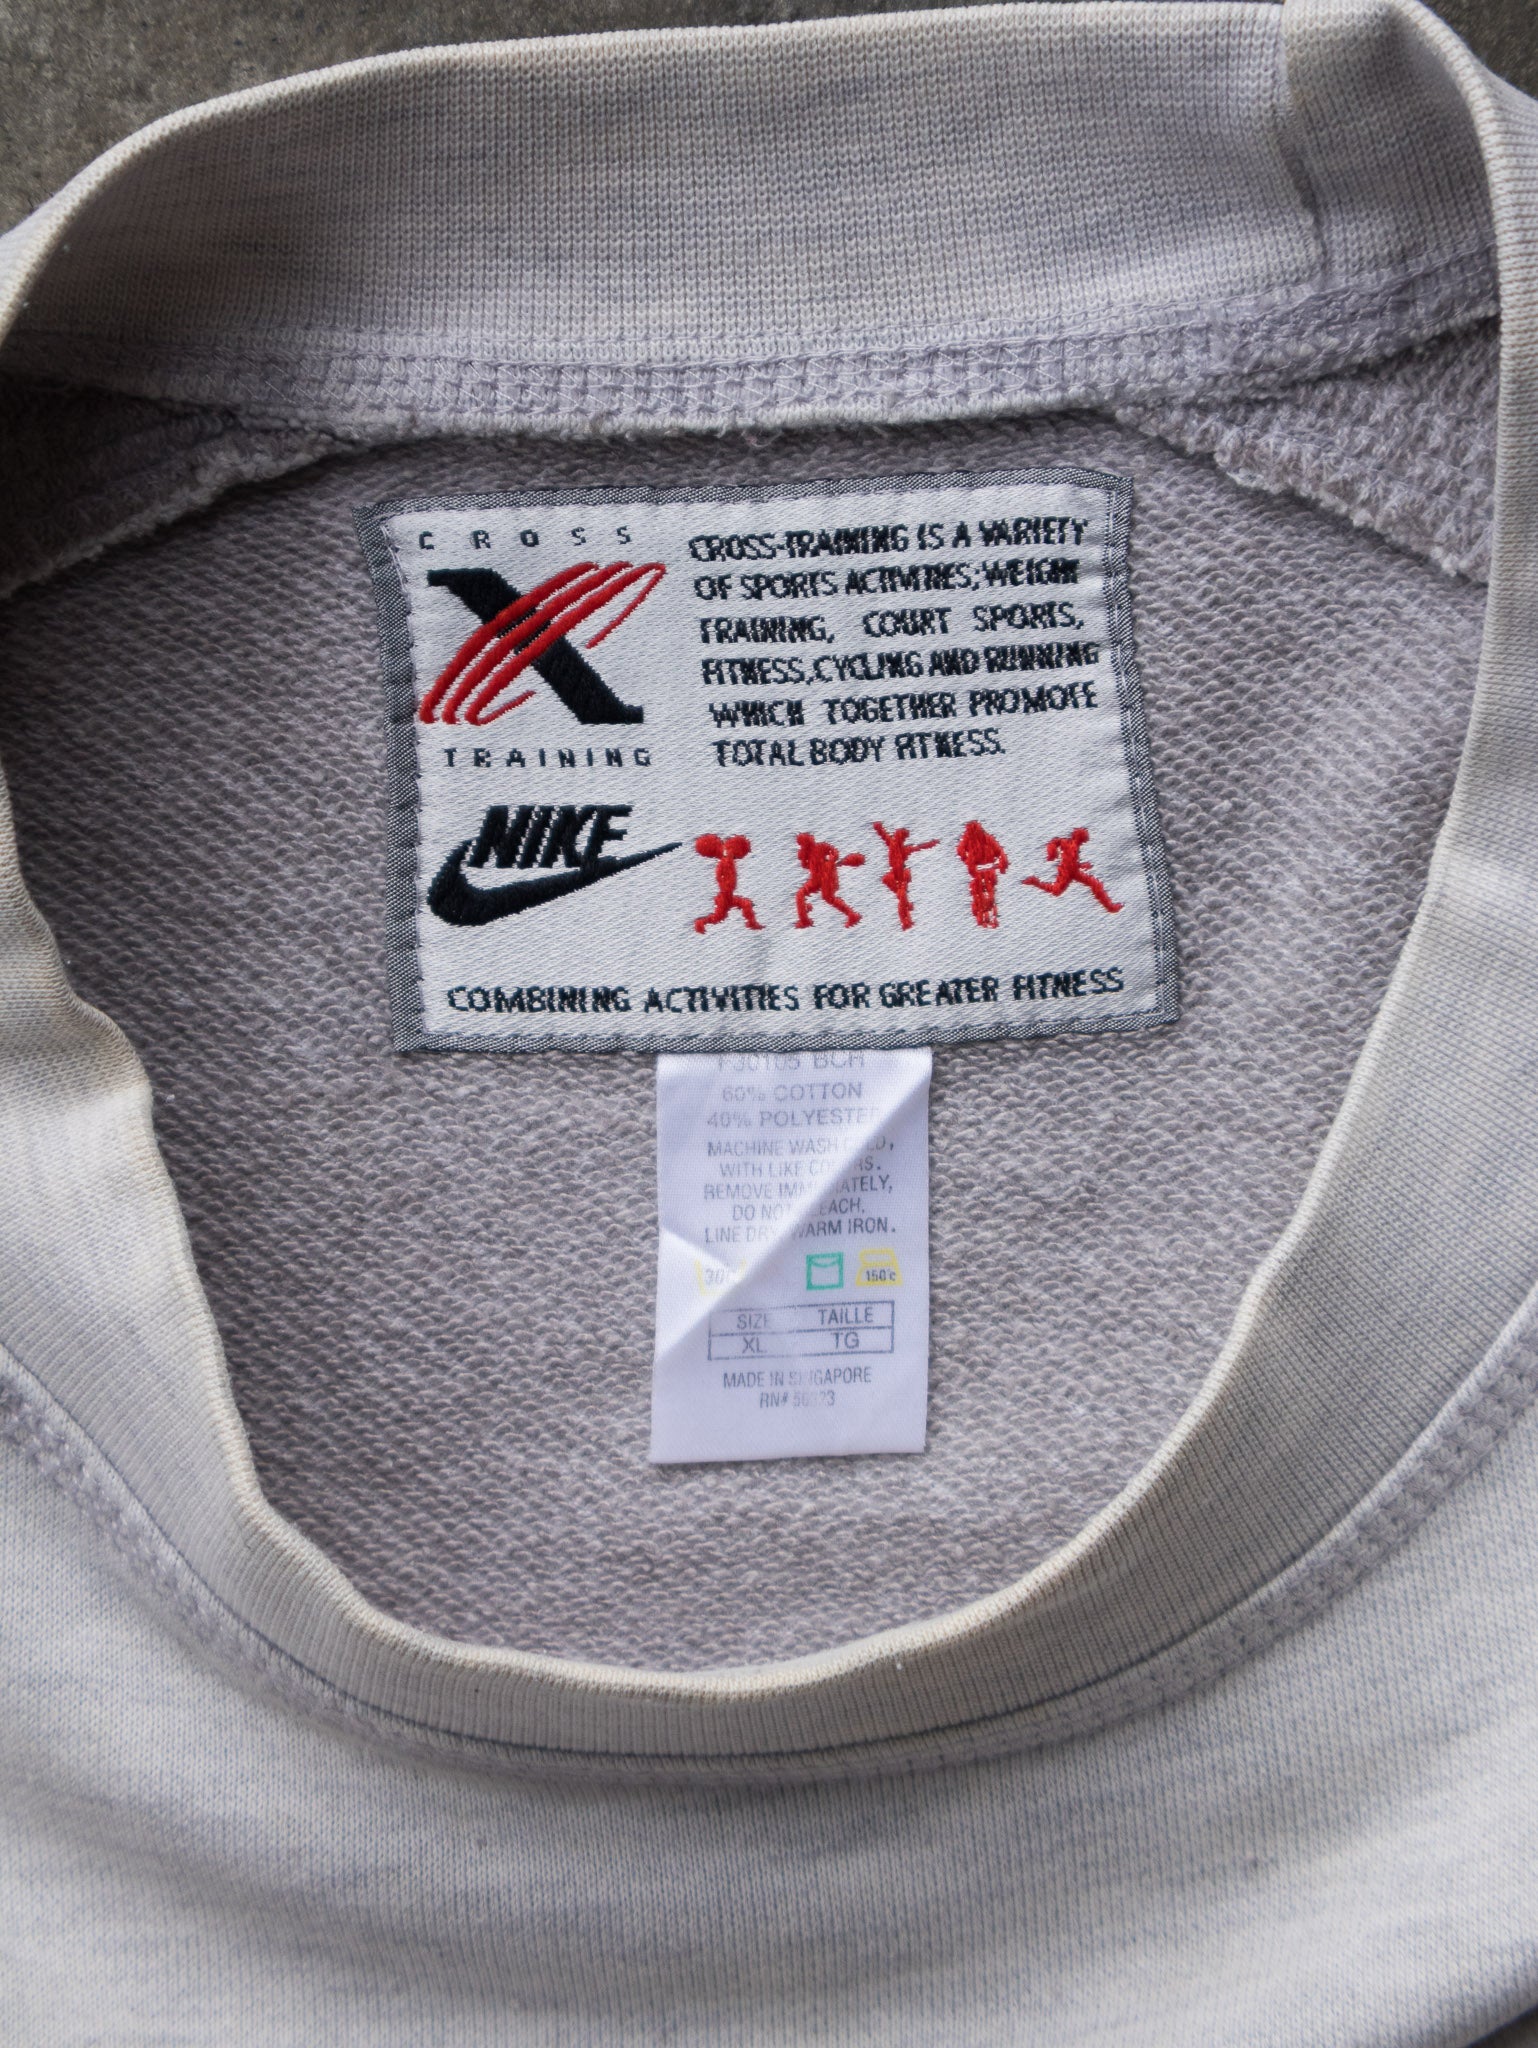 CROSS
X
TRAINING
CROSS-TRAINING IS A VARIETY
OF SPORTS ACTIVITIES; WEIGHT
TRAINING, COURT SPORTS,
FITNESS, CYCLING AND RUNNING
WHICH TOGETHER PROMOTE
TOTAL BODY FITNESS.
NIKE
COMBINING ACTIVITIES FOR GREATER FITNESS
60% COTTON
40% POLYESTER
MACHINE WASH
WITH LIKE
REMOVE
DO NOT
LINE DRY, WARM IRON.
150°C
SIZE TAILLE
XL TG
MADE IN SINGAPORE
RN#